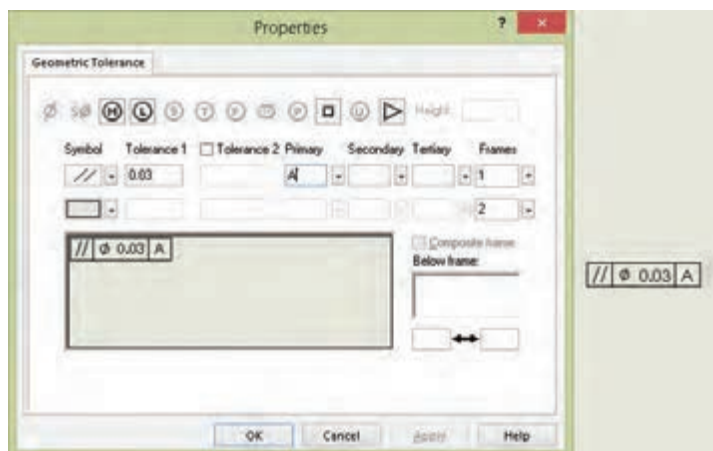 Properties ?
Geometric Tolerance
Ø SØ Ⓜ Ⓛ Ⓢ Ⓣ Ⓕ Ⓟ Ⓤ Height:
Symbol Tolerance 1 Tolerance 2 Primary Secondary Tertiary Frames
// 0.03 A 1
2
// Ø 0.03 A
Composite frame
Below frame:
// Ø 0.03 A
OK Cancel Apply Help